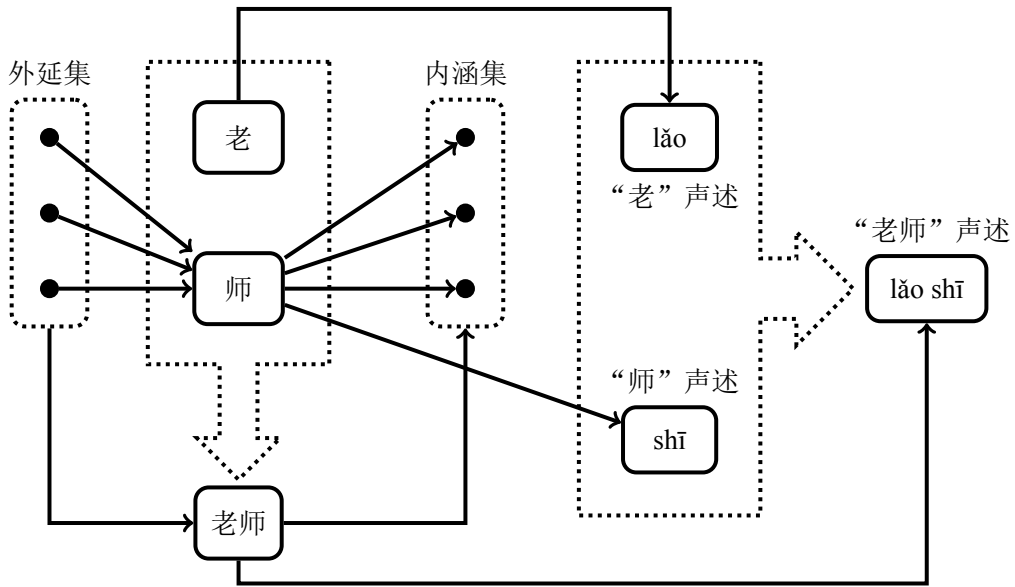 外延集
内涵集
老
lǎo
“老”声述
“老师”声述
师
lǎo shī
“师”声述
shī
老师